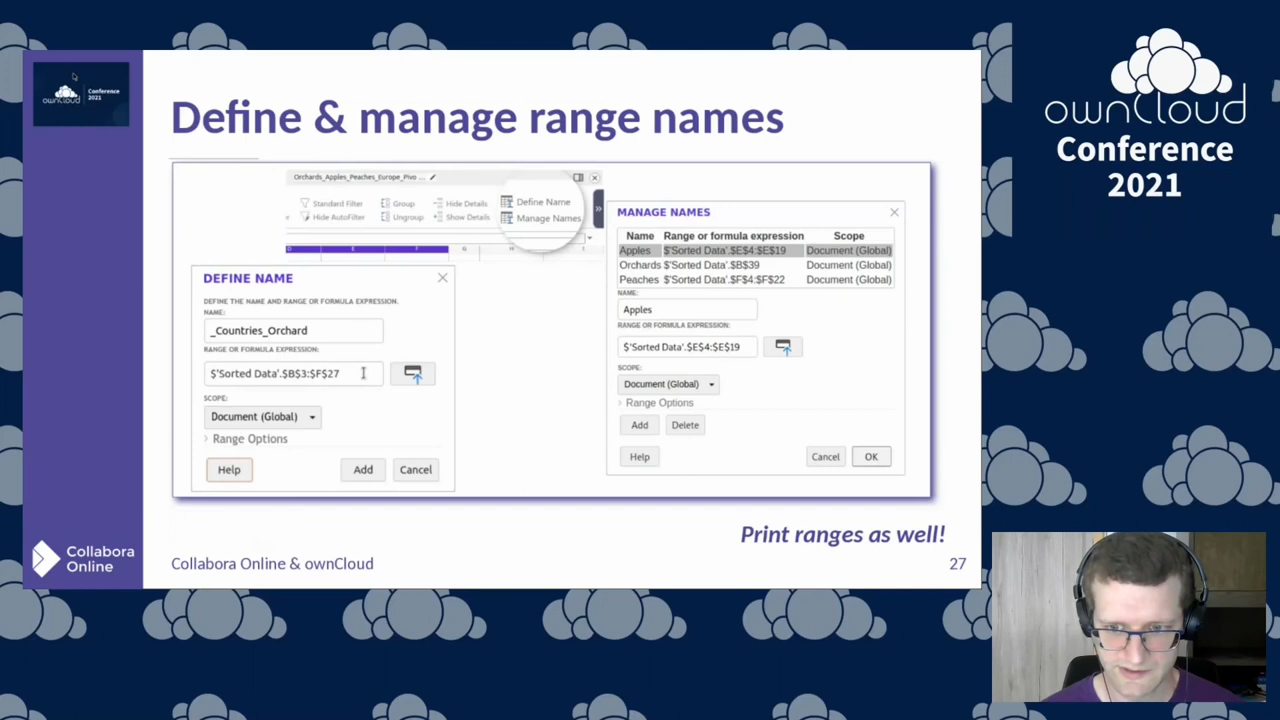 ownCloud
Conference
2021
ownCloud
Conference
2021
Define & manage range names
Orchards_Apples_Peaches_Europe_Pivo ...
Standard Filter
Group
Hide Details
Define Name
Hide AutoFilter
Ungroup
Show Details
Manage Names
D E F G H I
DEFINE NAME
DEFINE THE NAME AND RANGE OR FORMULA EXPRESSION.
NAME:
_Countries_Orchard
RANGE OR FORMULA EXPRESSION:
$'Sorted Data'.$B$3:$F$27
SCOPE:
Document (Global)
Range Options
Help
Add
Cancel
MANAGE NAMES
Name Range or formula expression Scope
Apples $'Sorted Data'.$E$4:$E$19 Document (Global)
Orchards $'Sorted Data'.$B$39 Document (Global)
Peaches $'Sorted Data'.$F$4:$F$22 Document (Global)
NAME:
Apples
RANGE OR FORMULA EXPRESSION:
$'Sorted Data'.$E$4:$E$19
SCOPE:
Document (Global)
Range Options
Add
Delete
Help
Cancel
OK
Print ranges as well!
Collabora
Online
Collabora Online & ownCloud
27